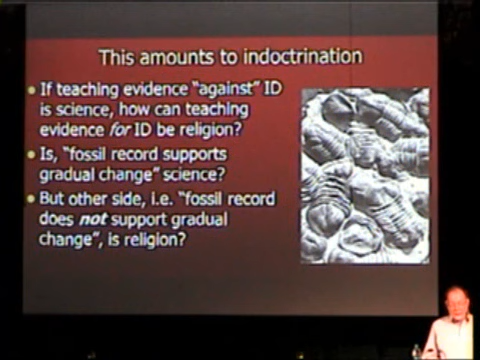 This amounts to indoctrination
• If teaching evidence "against" ID
is science, how can teaching
evidence for ID be religion?
• Is, "fossil record supports
gradual change" science?
• But other side, i.e. "fossil record
does not support gradual
change", is religion?